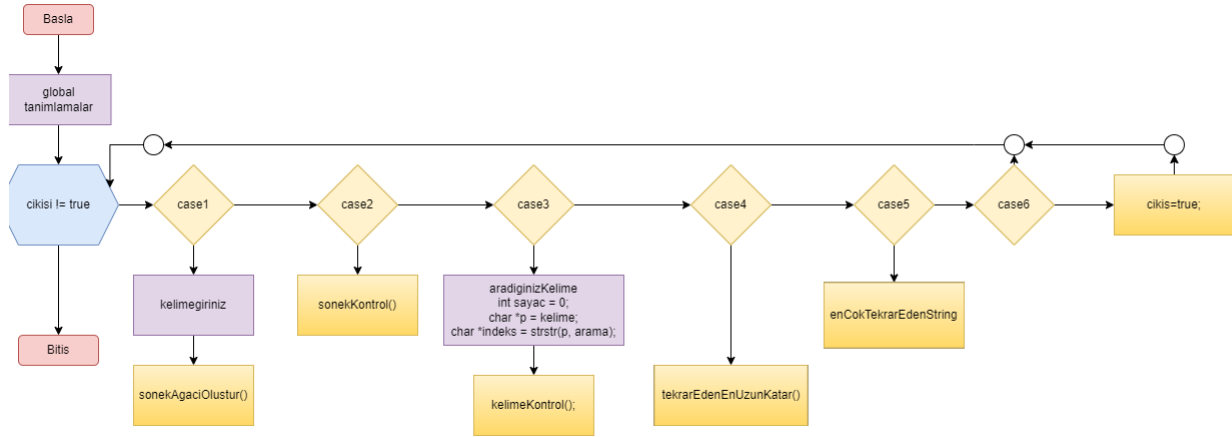 Basla
global
tanimlamalar
cikisi != true
case1
case2
case3
case4
case5
case6
cikis=true;
kelimegiriniz
sonekKontrol()
aradiginizKelime
int sayac = 0;
char *p = kelime;
char *indeks = strstr(p, arama);
enCokTekrarEdenString
Bitis
sonekAgaciOlustur()
kelimeKontrol();
tekrarEdenEnUzunKatar()